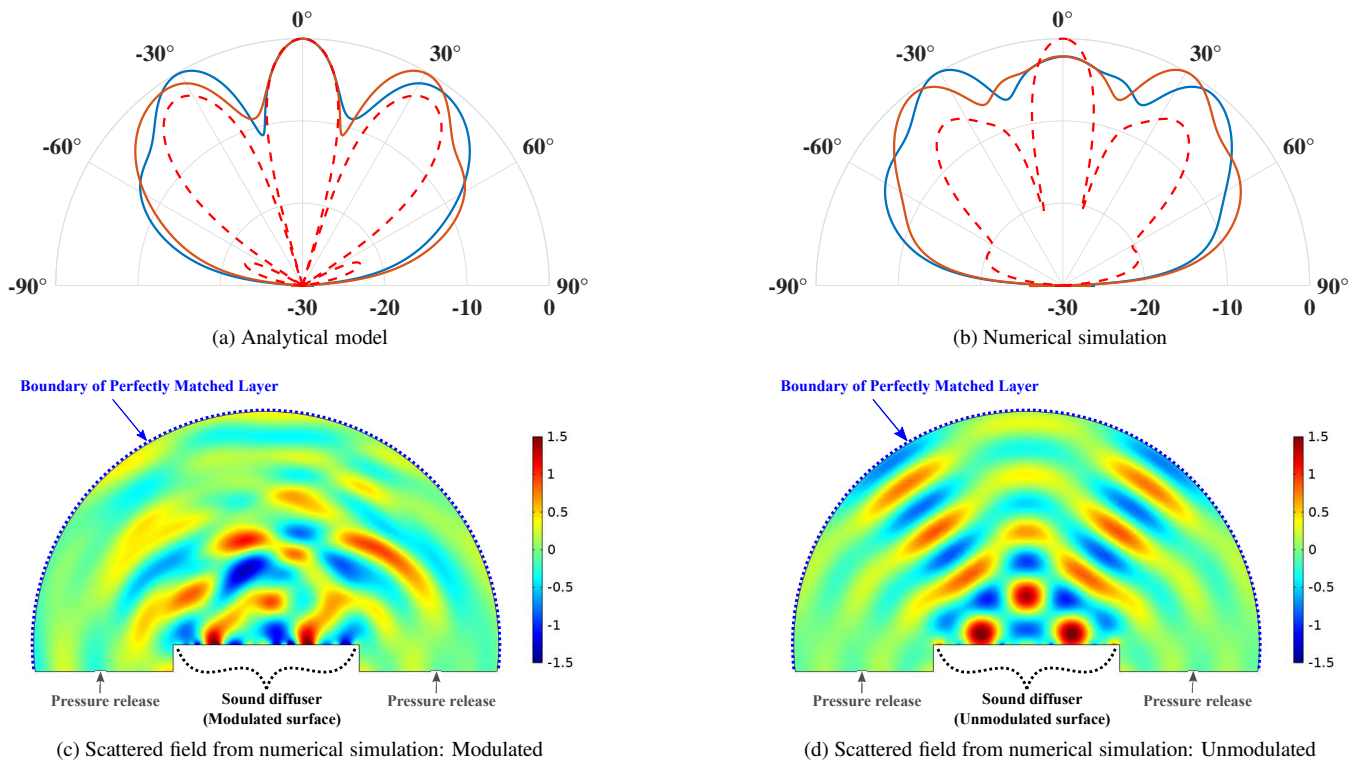 0°
-30° 30°
-60° 60°
-90° 90°
-30 -20 -10 0
(a) Analytical model
0°
-30° 30°
-60° 60°
-90° 90°
-30 -20 -10 0
(b) Numerical simulation
Boundary of Perfectly Matched Layer
1.5
1
0.5
0
-0.5
-1
-1.5
Pressure release Sound diffuser Pressure release
(Modulated surface)
(c) Scattered field from numerical simulation: Modulated
Boundary of Perfectly Matched Layer
1.5
1
0.5
0
-0.5
-1
-1.5
Pressure release Sound diffuser Pressure release
(Unmodulated surface)
(d) Scattered field from numerical simulation: Unmodulated